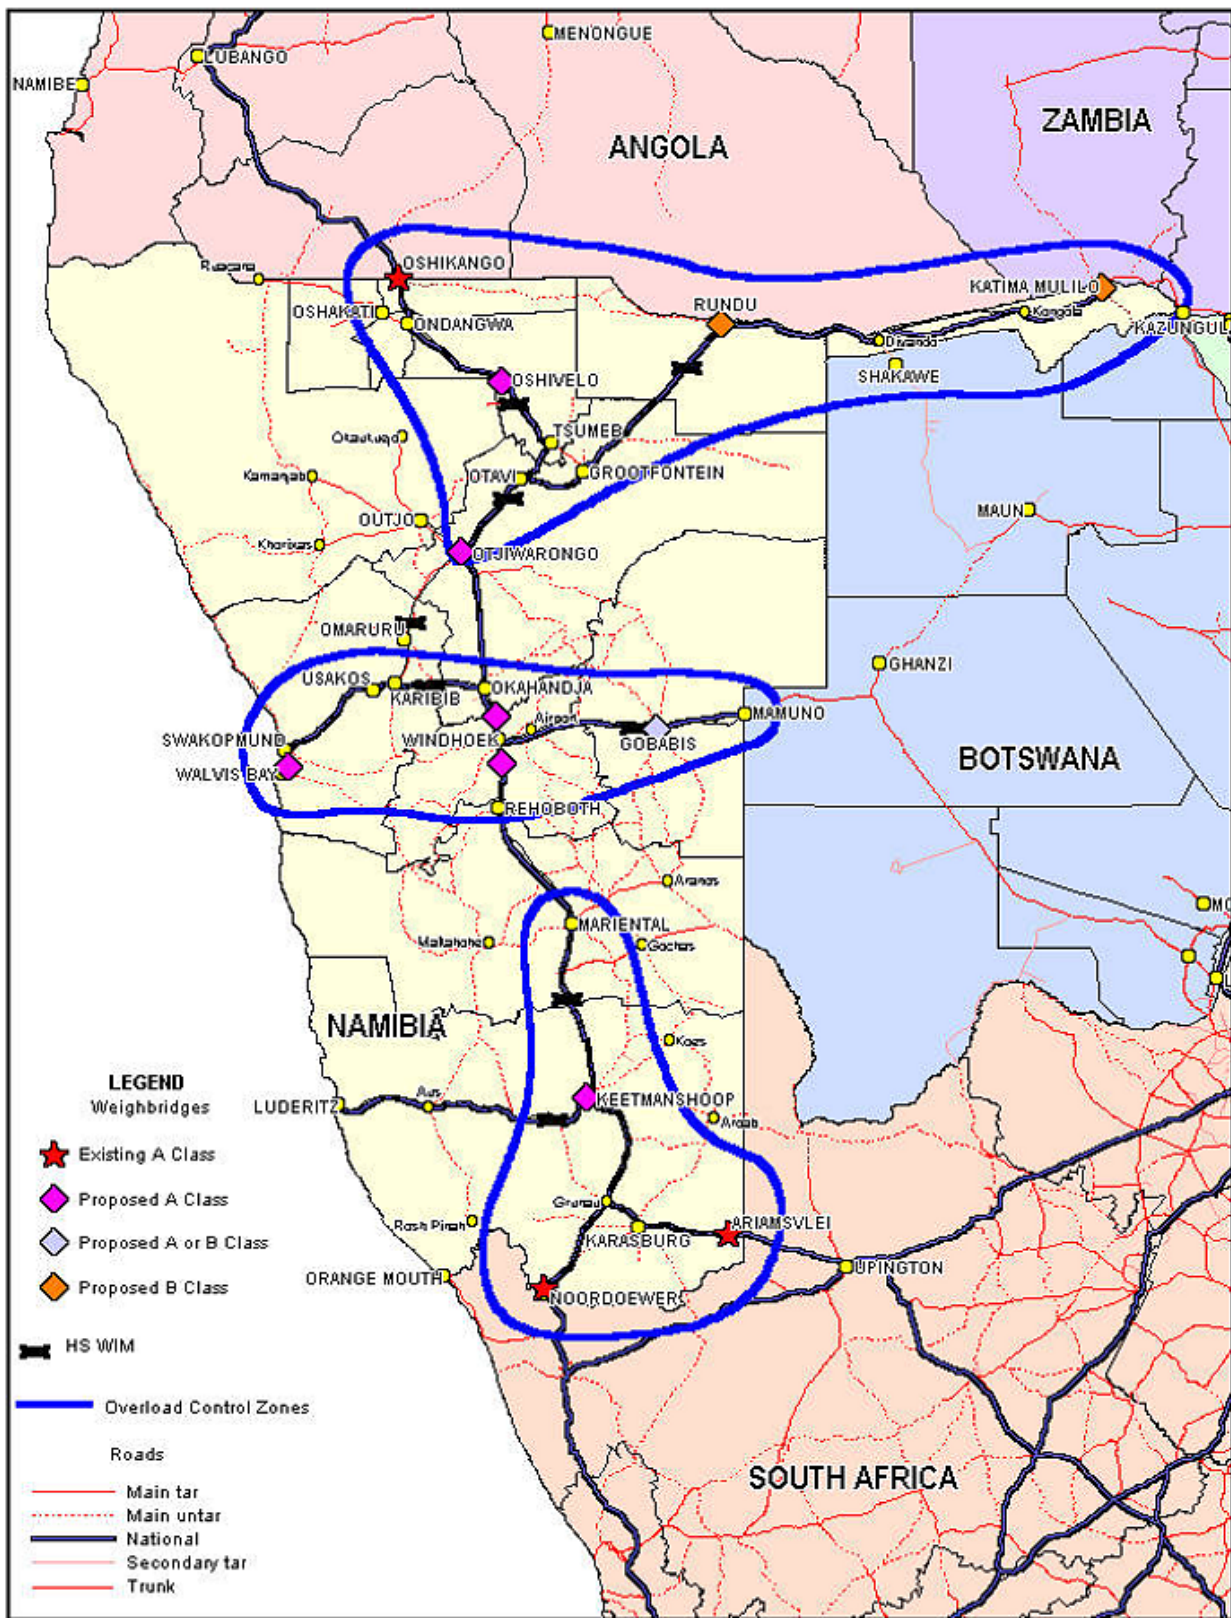 MENONGUE
LUBANGO
NAMIBE
ZAMBIA
ANGOLA
OSHIKANGO
Ruacana
KATIMA MULILO
RUNDU
OSHAKATI
ONDANGWA
Kongola
KAZUNGUL
Divundu
SHAKAWE
OSHIVELO
TSUMEB
Okaukuejo
OTAVI
GROOTFONTEIN
Kamanjab
MAUN
OUTJO
Khorixas
OTJIWARONGO
OMARURU
GHANZI
USAKOS
KARIBIB
OKAHANDJA
MAMUNO
Airport
SWAKOPMUND
WINDHOEK
GOBABIS
BOTSWANA
WALVIS BAY
REHOBOTH
Aranos
MARIENTAL
Maltahohe
Gochas
NAMIBIA
Koes
LEGEND
Weighbridges
LUDERITZ
Aus
KEETMANSHOOP
Aroab
Existing A Class
Proposed A Class
Grunau
ARIAMSVLEI
Rosh Pinah
KARASBURG
Proposed A or B Class
UPINGTON
ORANGE MOUTH
Proposed B Class
NOORDOEWER
HS WIM
Overload Control Zones
Roads
SOUTH AFRICA
Main tar
Main untar
National
Secondary tar
Trunk